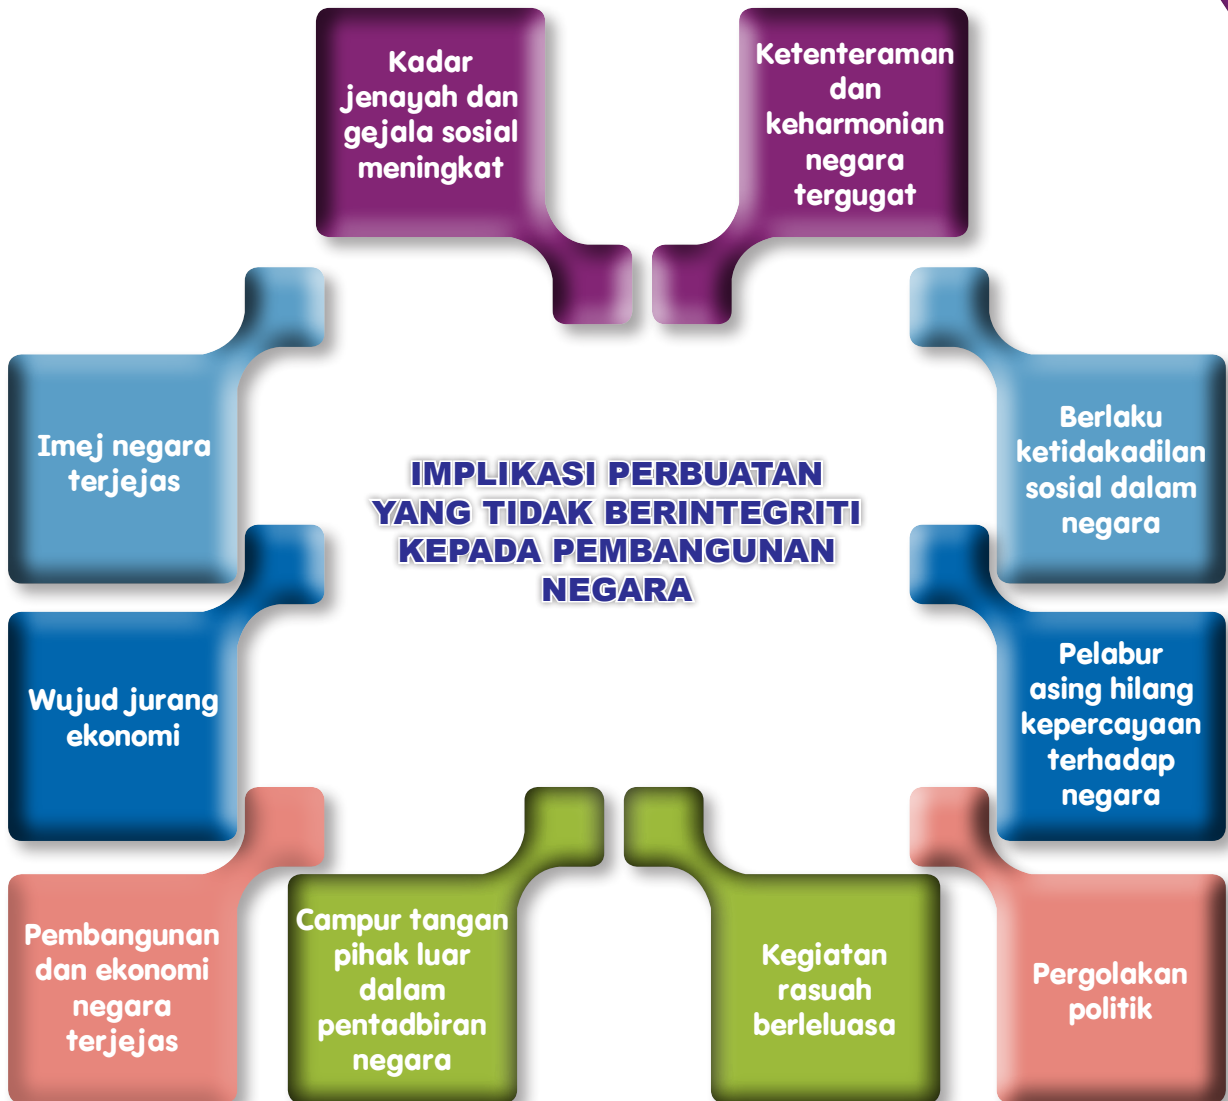 Kadar
jenayah dan
gejala sosial
meningkat
Ketenteraman
dan
keharmonian
negara
tergugat
Imej negara
terjejas
IMPLIKASI PERBUATAN
YANG TIDAK BERINTEGRITI
KEPADA PEMBANGUNAN
NEGARA
Berlaku
ketidakadilan
sosial dalam
negara
Wujud jurang
ekonomi
Pelabur
asing hilang
kepercayaan
terhadap
negara
Pembangunan
dan ekonomi
negara
terjejas
Campur tangan
pihak luar
dalam
pentadbiran
negara
Kegiatan
rasuah
berleluasa
Pergolakan
politik